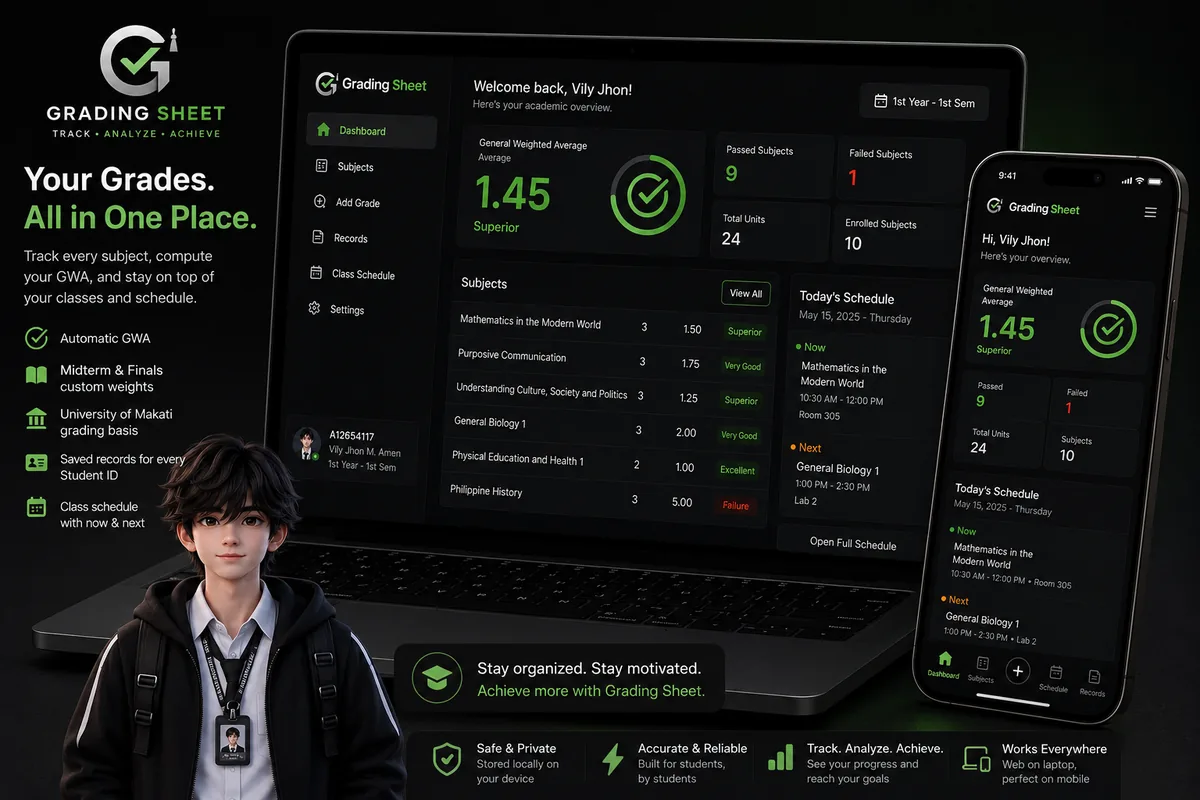 GRADING SHEET
TRACK • ANALYZE • ACHIEVE
Your Grades.
All in One Place.
Track every subject, compute
your GWA, and stay on top of
your classes and schedule.
Automatic GWA
Midterm & Finals
custom weights
University of Makati
grading basis
Saved records for every
Student ID
Class schedule
with now & next
Grading Sheet
Dashboard
Subjects
Add Grade
Records
Class Schedule
Settings
A12654117
Vily Jhon M. Amen
1st Year - 1st Sem
Welcome back, Vily Jhon!
Here's your academic overview.
1st Year - 1st Sem
General Weighted Average
Average
1.45
Superior
Passed Subjects
9
Failed Subjects
1
Total Units
24
Enrolled Subjects
10
Subjects
View All
Mathematics in the Modern World 3 1.50 Superior
Purposive Communication 3 1.75 Very Good
Understanding Culture, Society and Politics 3 1.25 Superior
General Biology 1 3 2.00 Very Good
Physical Education and Health 1 2 1.00 Excellent
Philippine History 3 5.00 Failure
Today's Schedule
May 15, 2025 - Thursday
Now
Mathematics in the
Modern World
10:30 AM - 12:00 PM
Room 305
Next
General Biology 1
1:00 PM - 2:30 PM
Lab 2
Open Full Schedule
9:41
Grading Sheet
Hi, Vily Jhon!
Here's your overview.
General Weighted
Average
1.45
Superior
Passed
9
Failed
1
Total Units
24
Subjects
10
Today's Schedule
May 15, 2025 - Thursday
Now
Mathematics in the
Modern World
10:30 AM - 12:00 PM • Room 305
Next
General Biology 1
1:00 PM - 2:30 PM • Lab 2
Dashboard
Subjects
Schedule
Records
Stay organized. Stay motivated.
Achieve more with Grading Sheet.
Safe & Private
Stored locally on
your device
Accurate & Reliable
Built for students,
by students
Track. Analyze. Achieve.
See your progress and
reach your goals
Works Everywhere
Web on laptop,
perfect on mobile